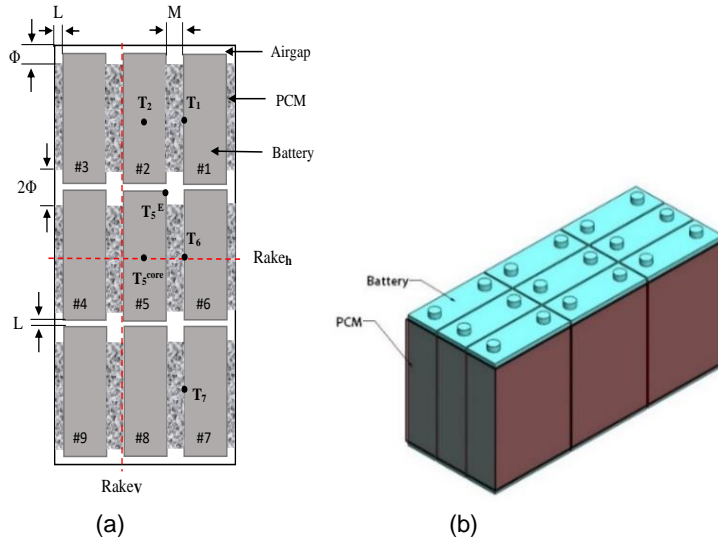 L M
Airgap
Φ
PCM
T2 T1
Battery
#3 #2 #1
2Φ
T5E
T6
Rakeh
T5core
#4 #5 #6
L
T7
#9 #8 #7
Rakev
(a)
Battery
PCM
(b)